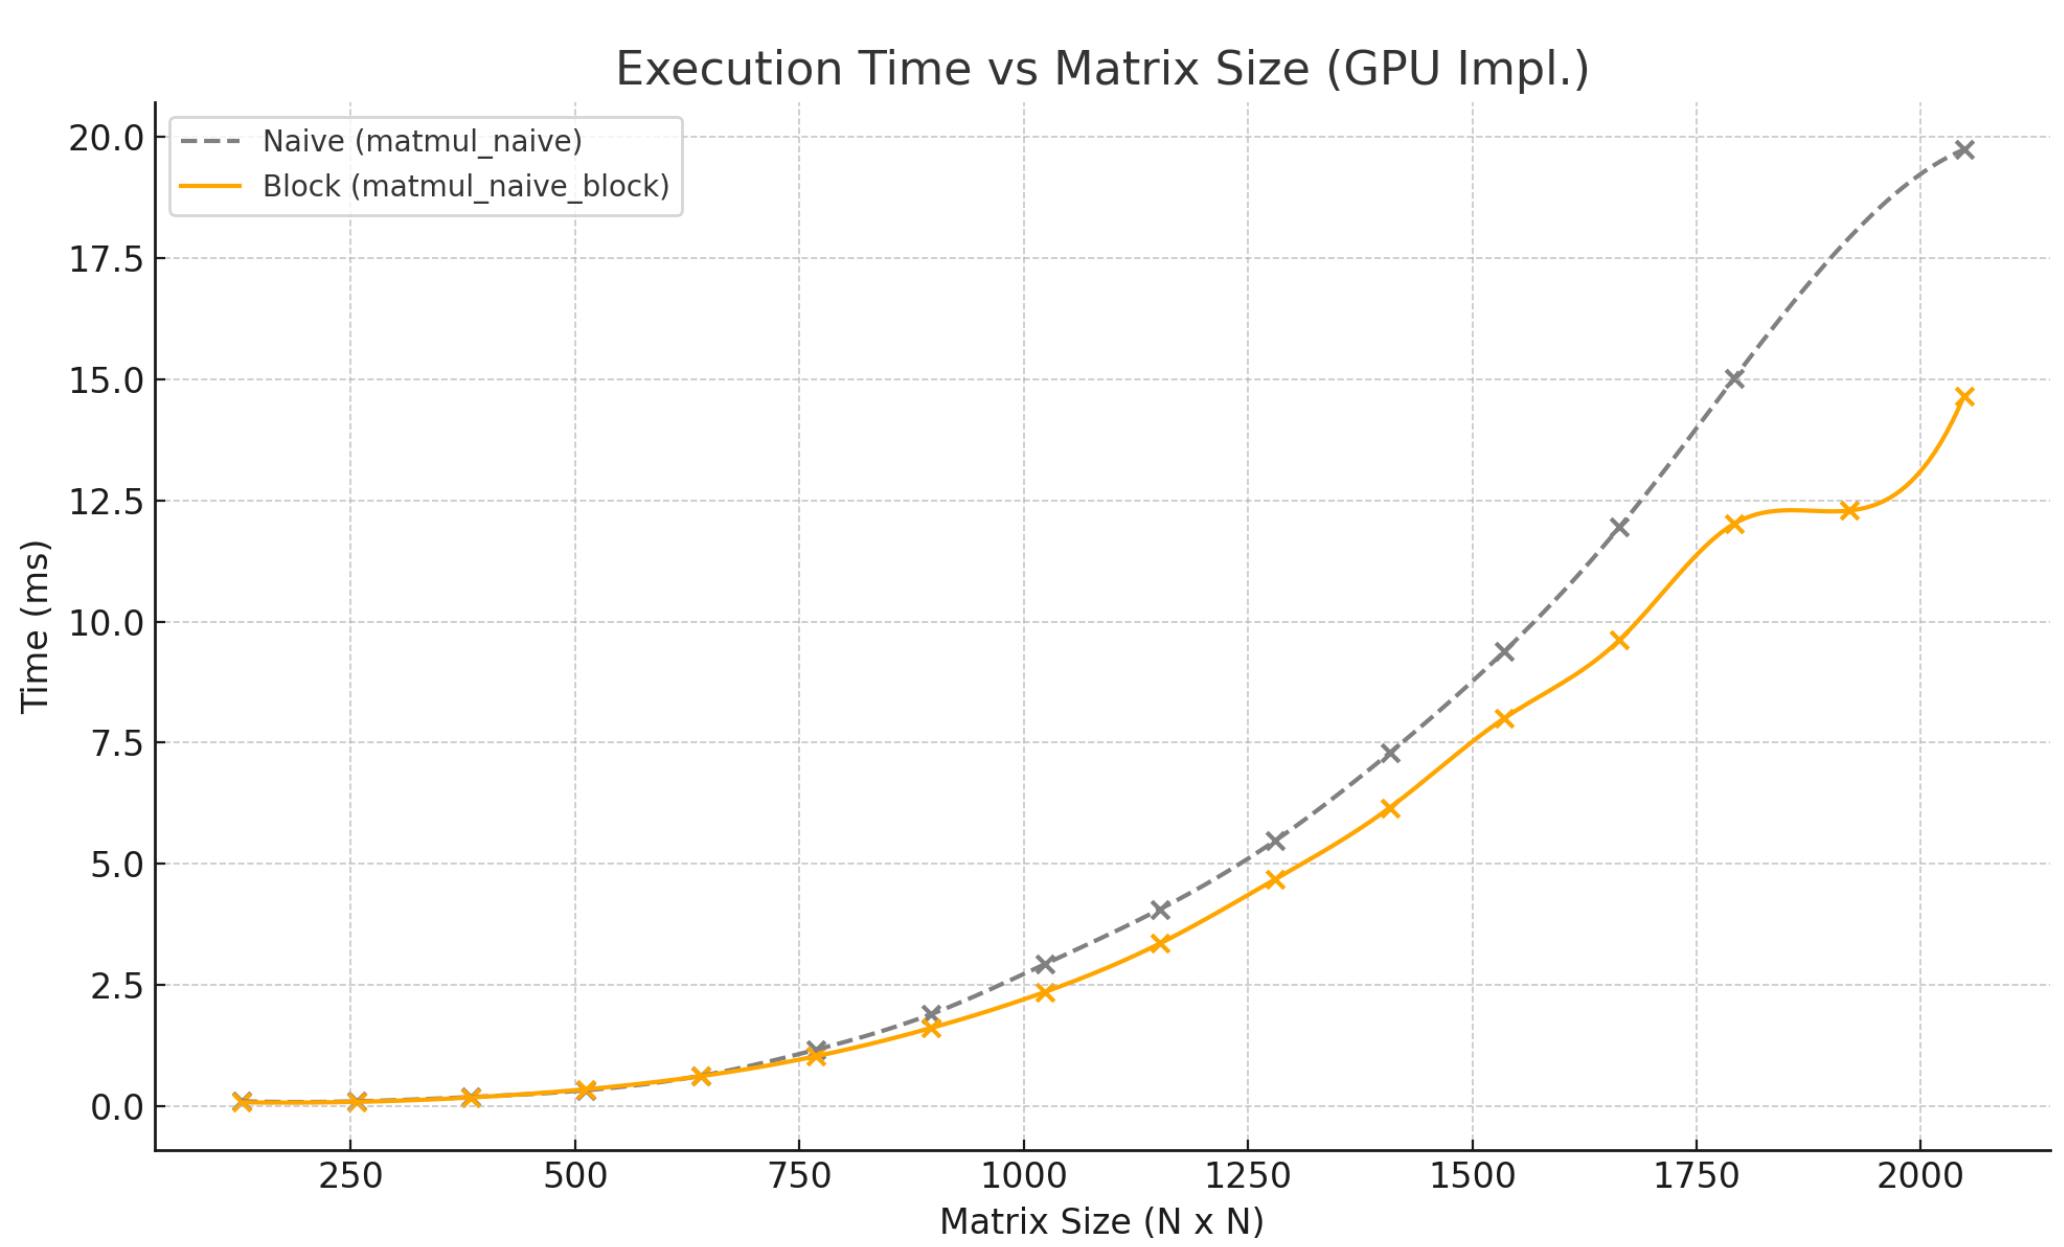 Execution Time vs Matrix Size (GPU Impl.)
Naive (matmul_naive)
Block (matmul_naive_block)
Time (ms)
20.0
17.5
15.0
12.5
10.0
7.5
5.0
2.5
0.0
250 500 750 1000 1250 1500 1750 2000
Matrix Size (N x N)